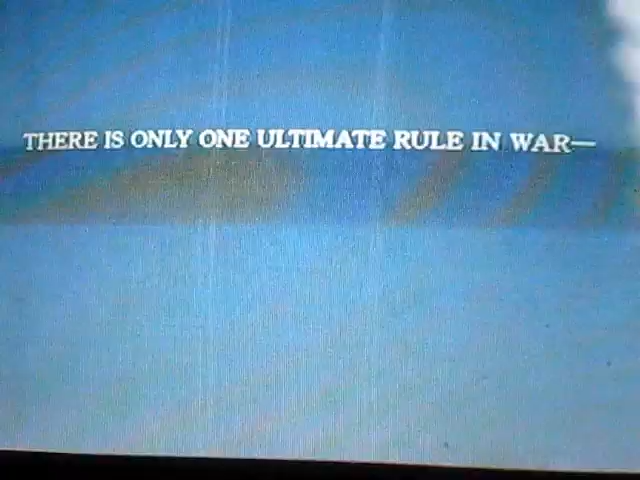 THERE IS ONLY ONE ULTIMATE RULE IN WAR—